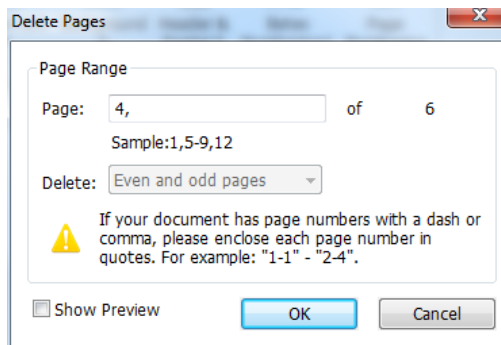 Delete Pages
Page Range
Page: 4, of 6
Sample:1,5-9,12
Delete: Even and odd pages
If your document has page numbers with a dash or
comma, please enclose each page number in
quotes. For example: "1-1" - "2-4".
Show Preview OK Cancel